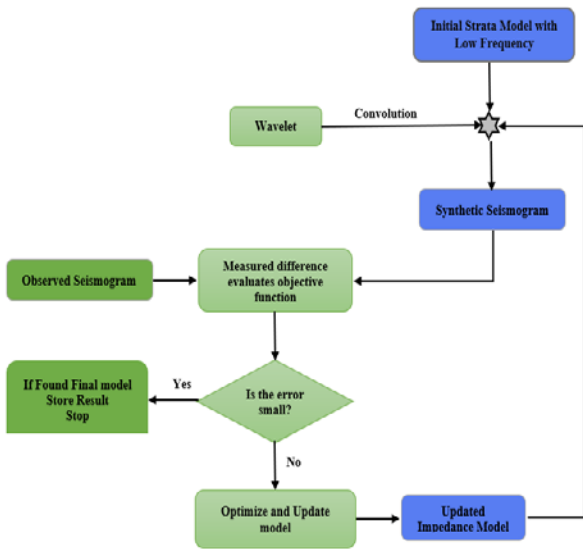 Initial Strata Model with
Low Frequency
Convolution
Wavelet
Synthetic Seismogram
Observed Seismogram
Measured difference
evaluates objective
function
If Found Final model
Store Result
Stop
Yes
Is the error
small?
No
Optimize and Update
model
Updated
Impedance Model